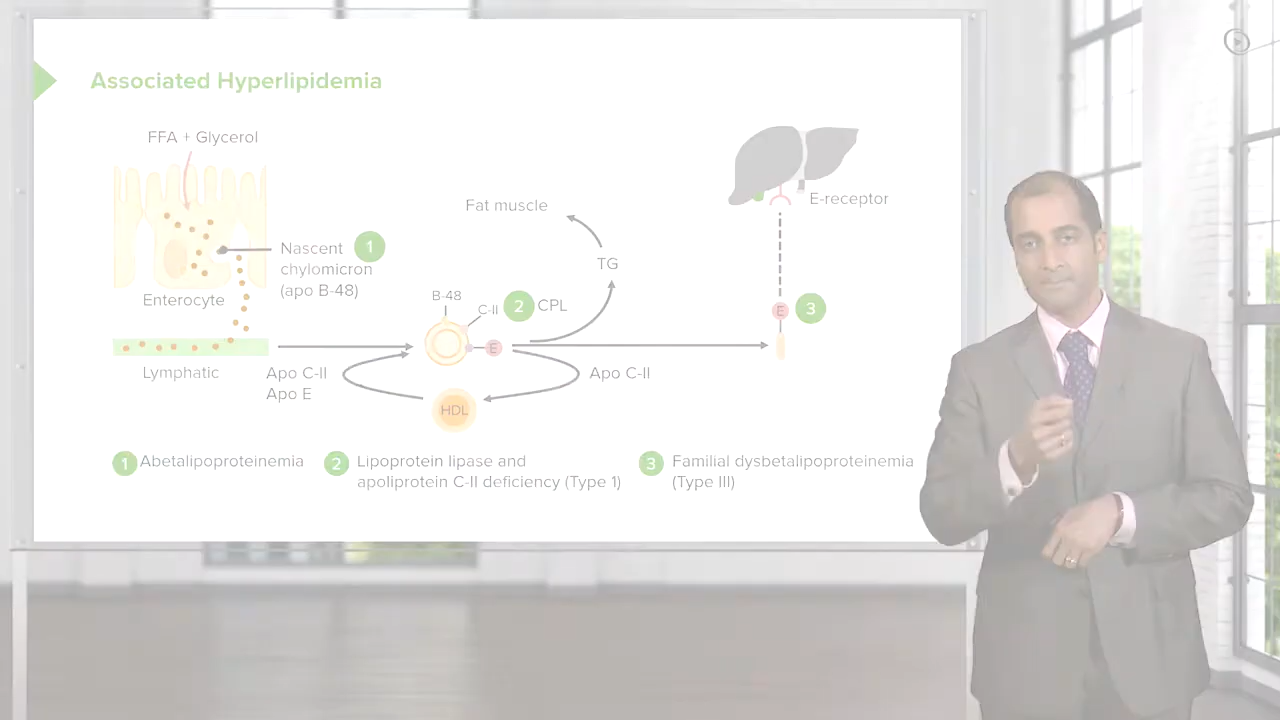 Associated Hyperlipidemia
FFA + Glycerol
E-receptor
Fat muscle
Nascent 1
chylomicron
(apo B-48)
TG
Enterocyte
B-48
C-II
2 CPL
E 3
E
Lymphatic
Apo C-II
Apo E
Apo C-II
HDL
1 Abetalipoproteinemia
2 Lipoprotein lipase and
apoliprotein C-II deficiency (Type 1)
3 Familial dysbetalipoproteinemia
(Type III)